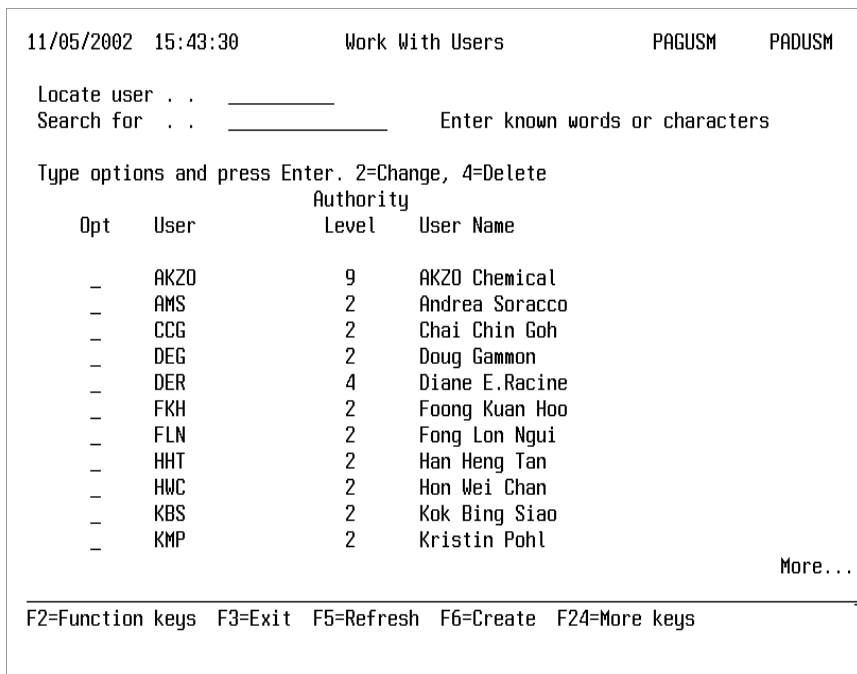 11/05/2002 15:43:30 Work With Users PAGUSM PADUSM
Locate user . . __________
Search for . . _______________ Enter known words or characters
Type options and press Enter. 2=Change, 4=Delete
Authority
Opt User Level User Name
_ AKZO 9 AKZO Chemical
_ AMS 2 Andrea Soracco
_ CCG 2 Chai Chin Goh
_ DEG 2 Doug Gammon
_ DER 4 Diane E.Racine
_ FKH 2 Foong Kuan Hoo
_ FLN 2 Fong Lon Ngui
_ HHT 2 Han Heng Tan
_ HWC 2 Hon Wei Chan
_ KBS 2 Kok Bing Siao
_ KMP 2 Kristin Pohl
More...
F2=Function keys F3=Exit F5=Refresh F6=Create F24=More keys